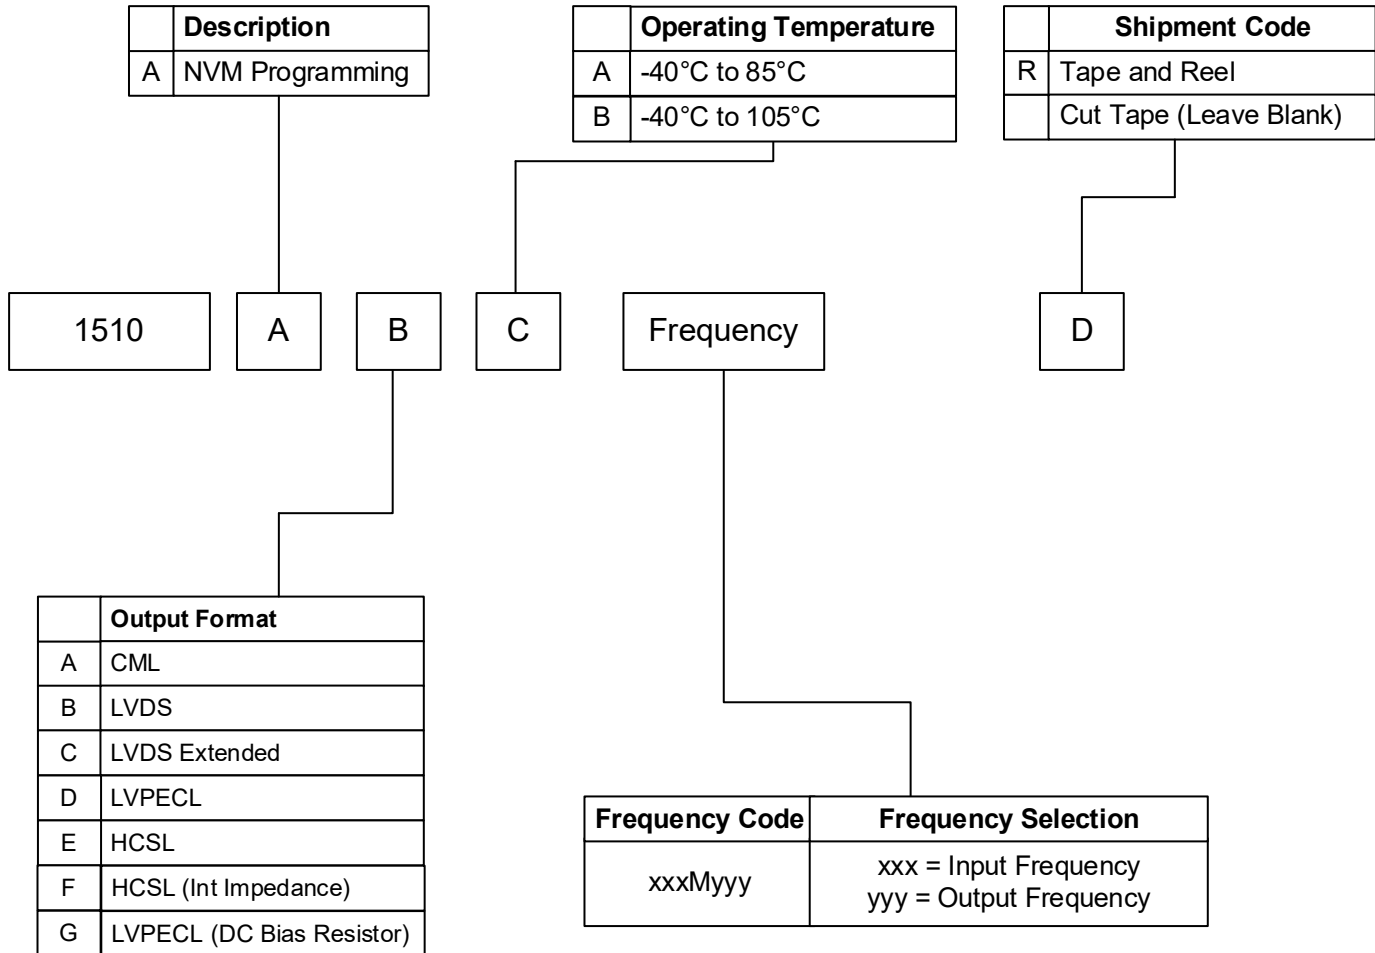 Description
A NVM Programming
Operating Temperature
A -40°C to 85°C
B -40°C to 105°C
Shipment Code
R Tape and Reel
Cut Tape (Leave Blank)
1510 A B C Frequency D
Output Format
A CML
B LVDS
C LVDS Extended
D LVPECL
E HCSL
F HCSL (Int Impedance)
G LVPECL (DC Bias Resistor)
Frequency Code Frequency Selection
xxxMyyy
xxx = Input Frequency
yyy = Output Frequency